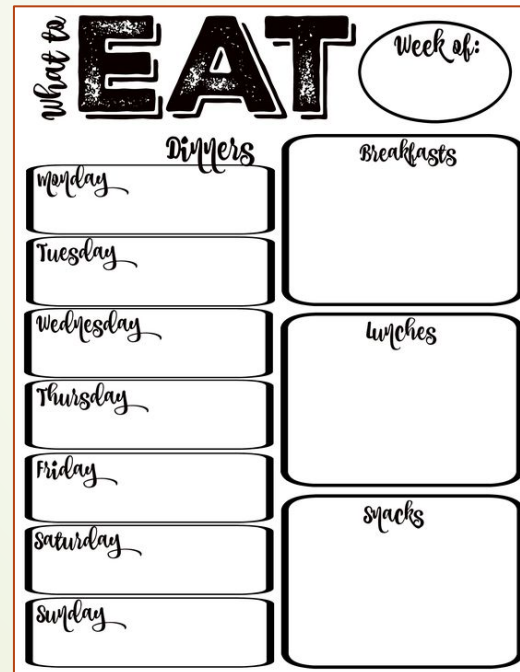 What to EAT
Week of:
Dinners
Monday
Tuesday
Wednesday
Thursday
Friday
Saturday
Sunday
Breakfasts
Lunches
Snacks